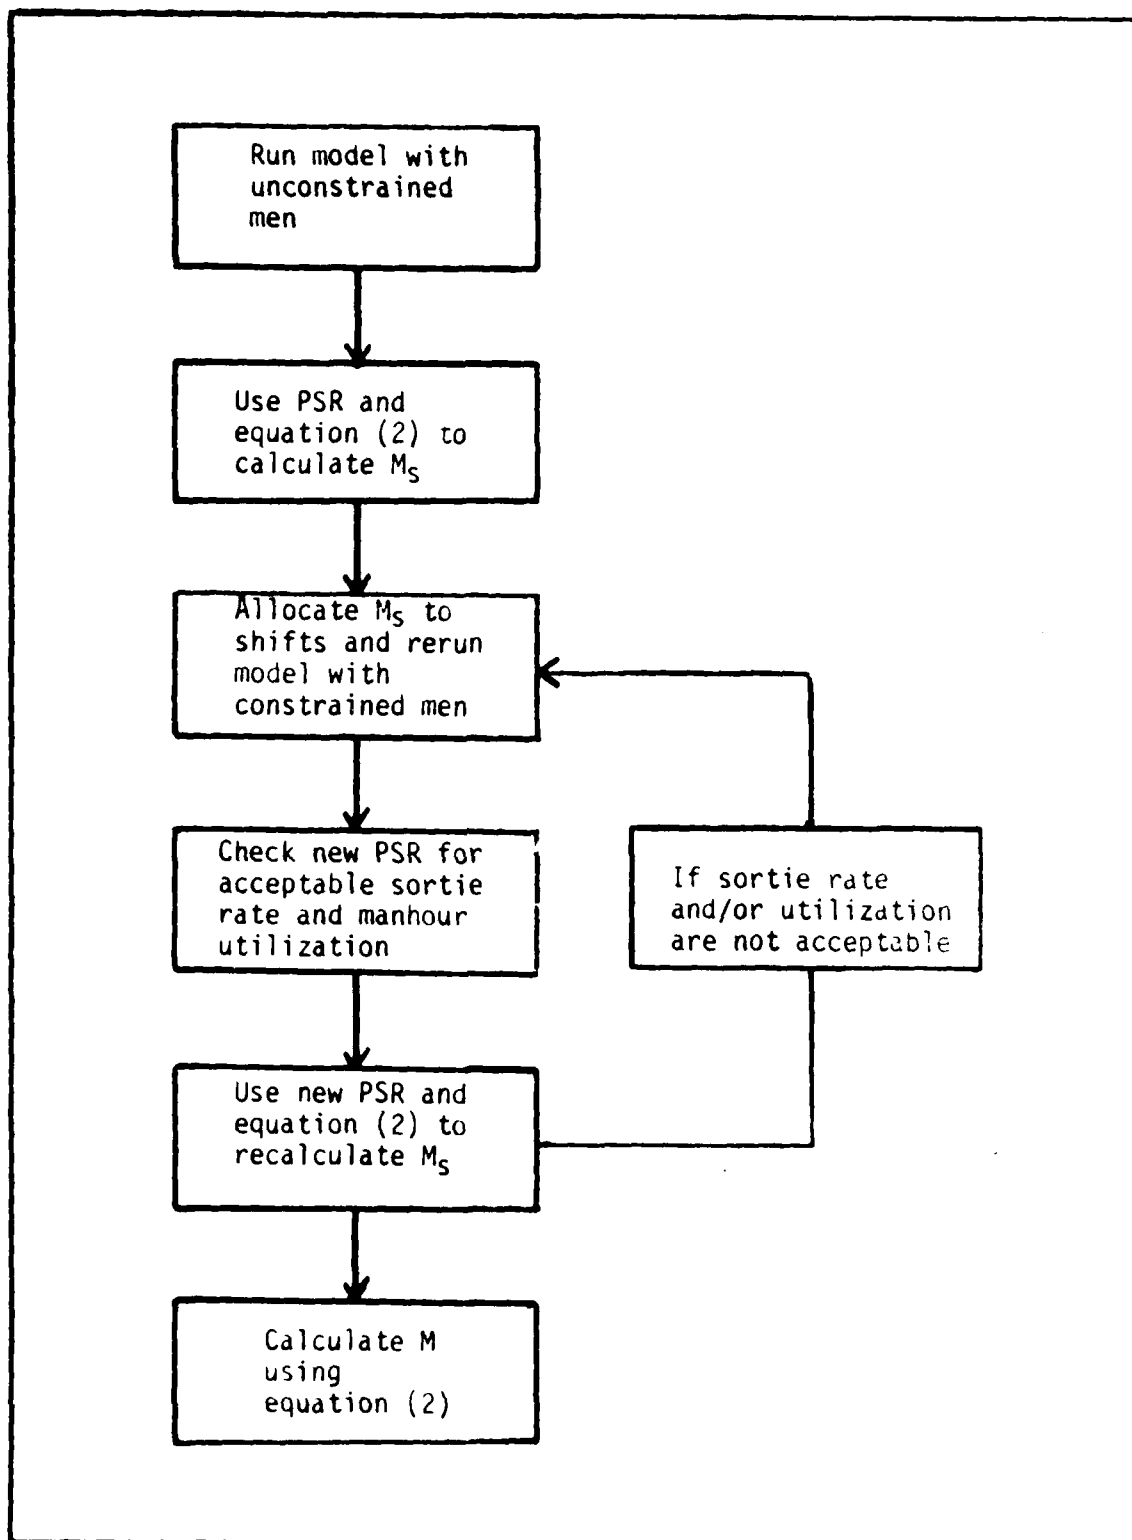 Run model with
unconstrained
men
Use PSR and
equation (2) to
calculate Ms
Allocate Ms to
shifts and rerun
model with
constrained men
Check new PSR for
acceptable sortie
rate and manhour
utilization
If sortie rate
and/or utilization
are not acceptable
Use new PSR and
equation (2) to
recalculate Ms
Calculate M
using
equation (2)